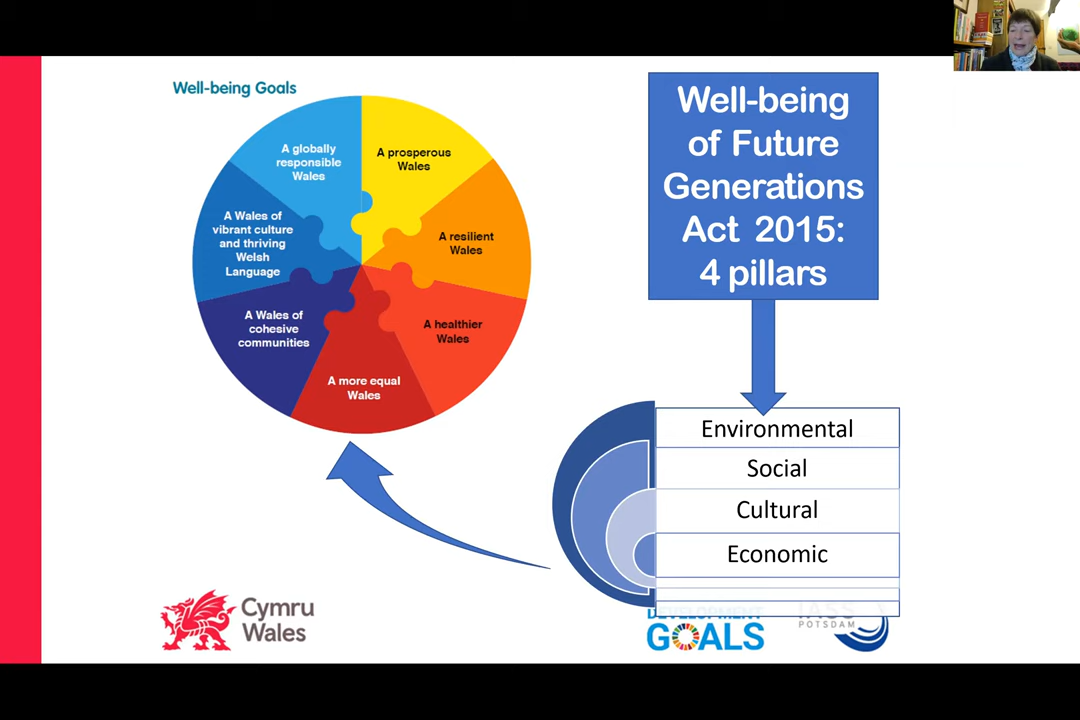 Well-being Goals
A globally
responsible
Wales
A prosperous
Wales
A resilient
Wales
A healthier
Wales
A more equal
Wales
A Wales of
cohesive
communities
A Wales of
vibrant culture
and thriving
Welsh
Language
Well-being
of Future
Generations
Act 2015:
4 pillars
Environmental
Social
Cultural
Economic
Cymru
Wales
DEVELOPMENT
GOALS
IASS
POTSDAM